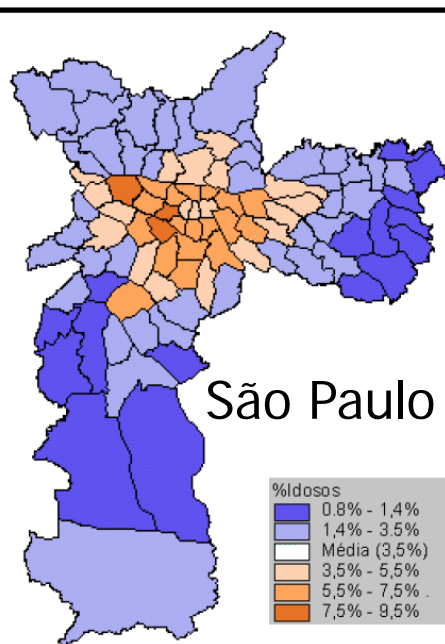 São Paulo
%Idosos
0.8% - 1,4%
1,4% - 3.5%
Média (3,5%)
3,5% - 5,5%
5,5% - 7,5% .
7,5% - 9,5%